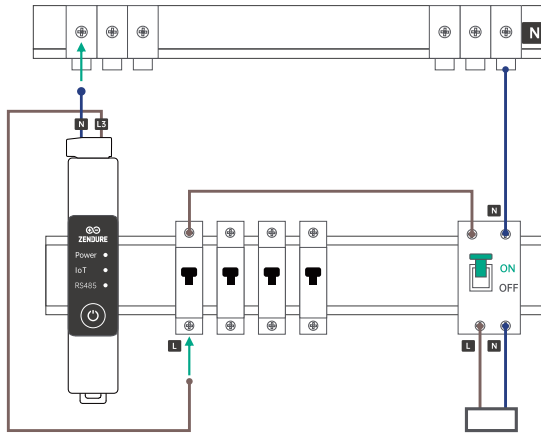 N
N L3
ZENDURE
Power
IoT
RS485
N
ON
OFF
L
L N